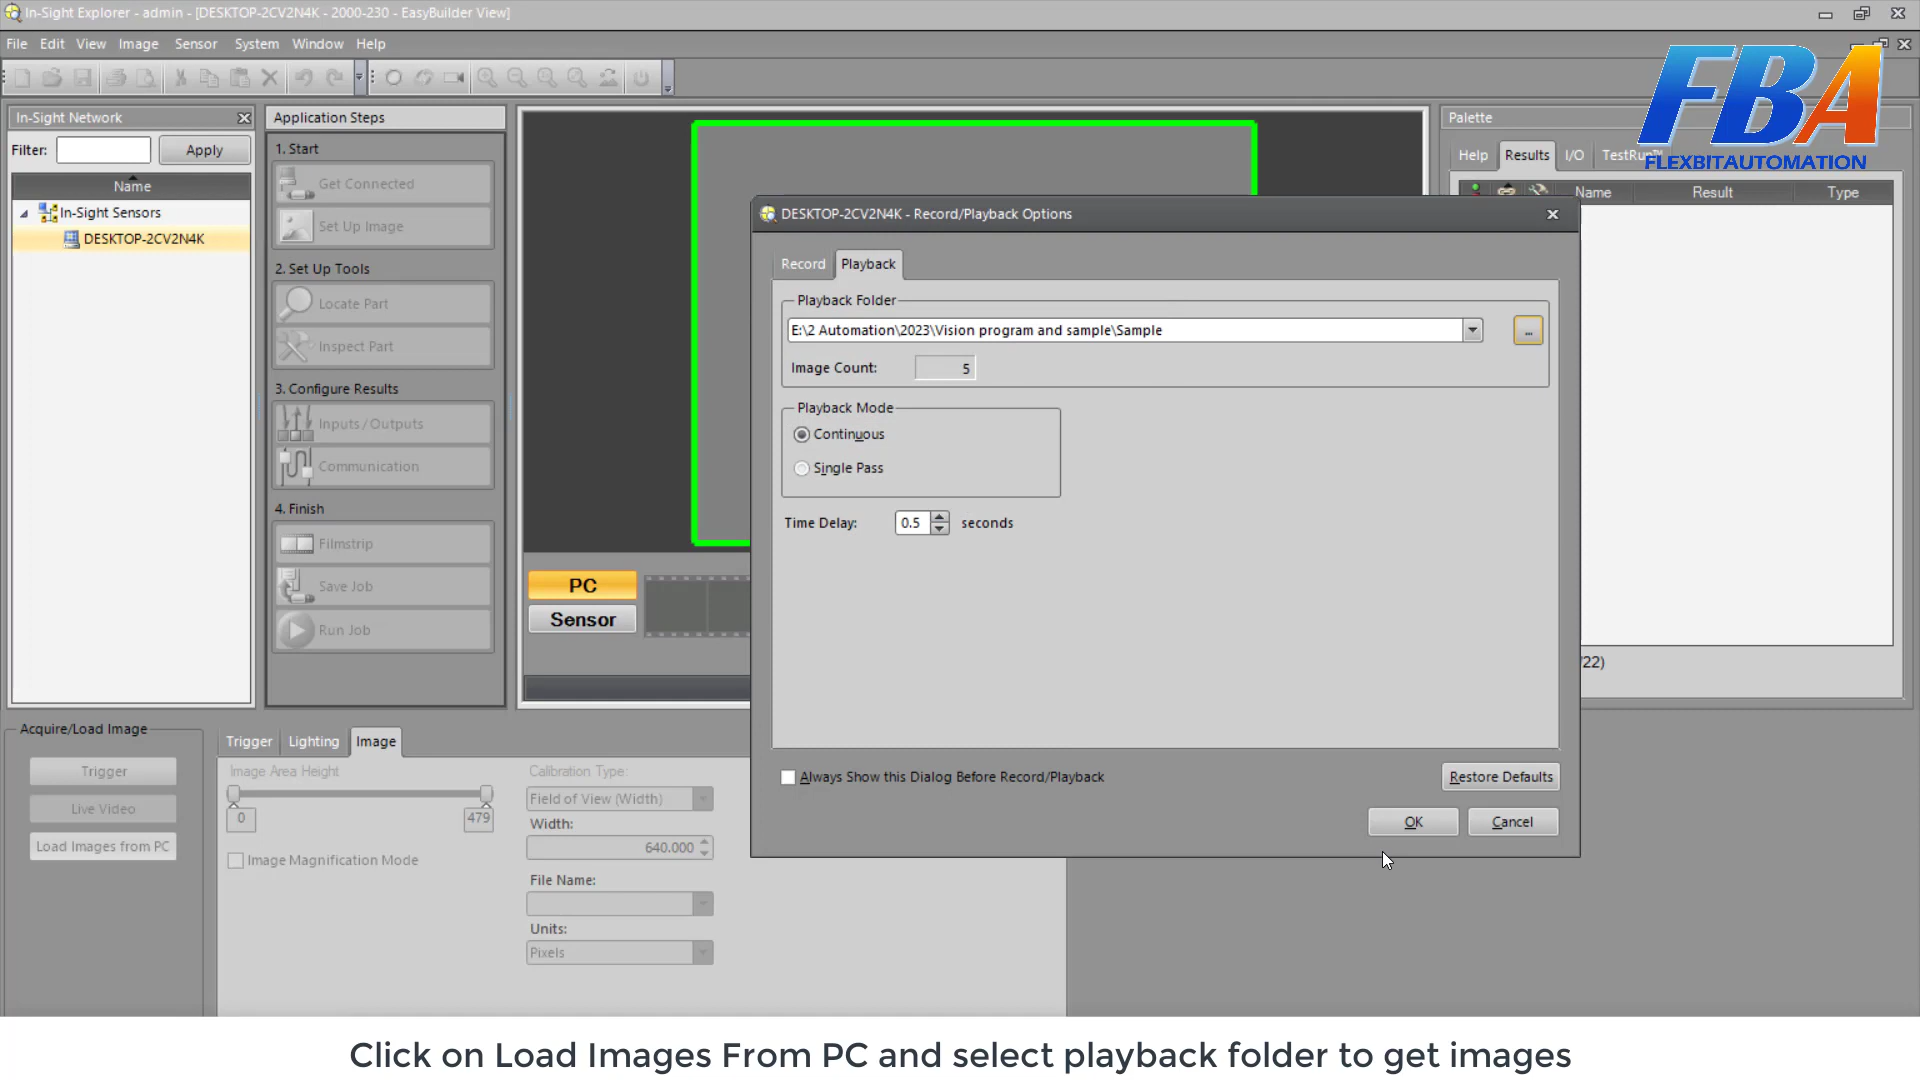 In-Sight Explorer - admin - [DESKTOP-2CV2N4K - 2000-230 - EasyBuilder View]
File Edit View Image Sensor System Window Help
FBA
FLEXBITAUTOMATION
In-Sight Network
Filter:
Apply
Name
In-Sight Sensors
DESKTOP-2CV2N4K
Application Steps
1. Start
Get Connected
Set Up Image
2. Set Up Tools
Locate Part
Inspect Part
3. Configure Results
Inputs/Outputs
Communication
4. Finish
Filmstrip
Save Job
Run Job
PC
Sensor
Palette
Help Results I/O TestRun™
Name Result Type
/22)
DESKTOP-2CV2N4K - Record/Playback Options
Record Playback
Playback Folder
E:\2 Automation\2023\Vision program and sample\Sample
...
Image Count: 5
Playback Mode
Continuous
Single Pass
Time Delay: 0.5 seconds
Always Show this Dialog Before Record/Playback
Restore Defaults
OK Cancel
Acquire/Load Image
Trigger
Live Video
Load Images from PC
Trigger Lighting Image
Image Area Height
0 479
Image Magnification Mode
Calibration Type:
Field of View (Width)
Width:
640.000
File Name:
Units:
Pixels
Click on Load Images From PC and select playback folder to get images